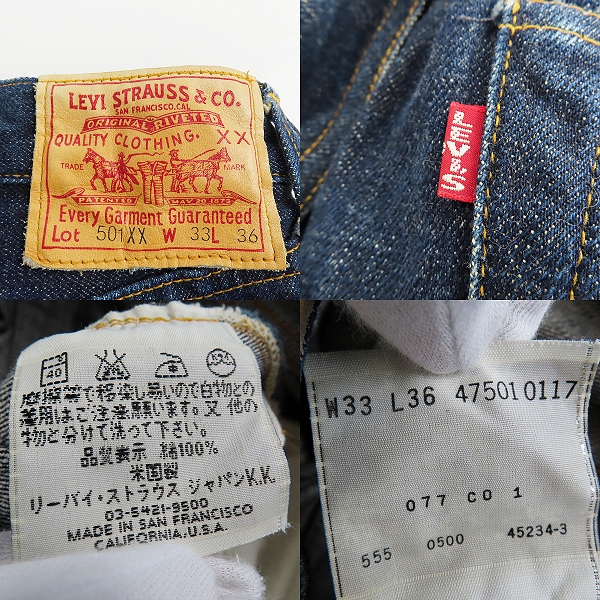 LEVI STRAUSS & CO.
SAN FRANCISCO, CAL.
ORIGINAL RIVETED
QUALITY CLOTHING. XX
TRADE MARK
PATENTED MAY 20 1873
Every Garment Guaranteed
Lot 501XX W 33 L 36
LEVI'S
40
摩擦等で移染し易いので白物との
着用はご注意願います。又 他の
物と分けて洗って下さい。
品質表示 綿100%
米国製
リーバイ・ストラウス ジャパンK.K.
03-5421-9500
MADE IN SAN FRANCISCO
CALIFORNIA, U.S.A.
W33 L36 475010117
077 CO 1
555 0500 45234-3